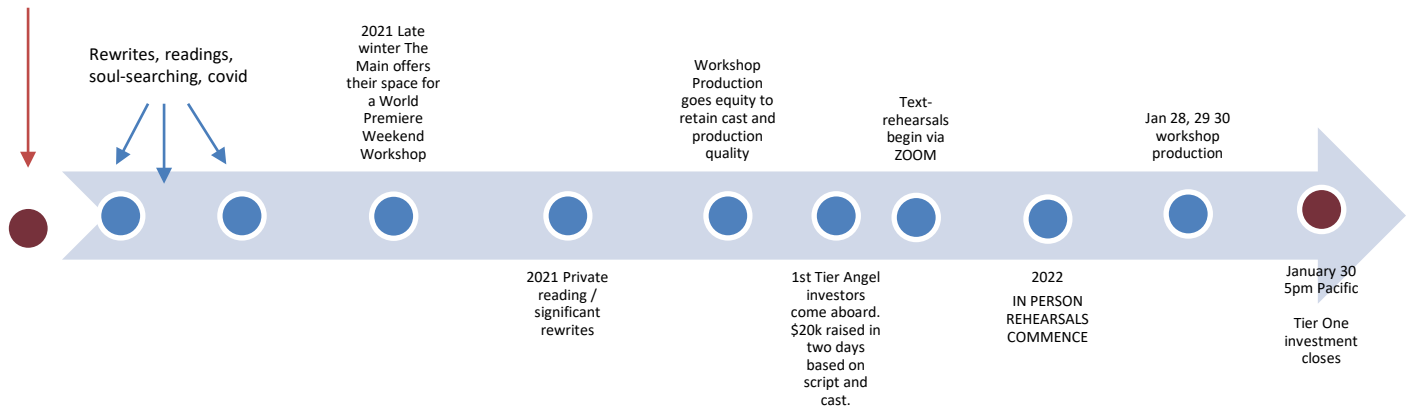 Rewrites, readings,
soul-searching, covid
2021 Late
winter The
Main offers
their space for
a World
Premiere
Weekend
Workshop
2021 Private
reading /
significant
rewrites
Workshop
Production
goes equity to
retain cast and
production
quality
1st Tier Angel
investors
come aboard.
$20k raised in
two days
based on
script and
cast.
Text-
rehearsals
begin via
ZOOM
2022
IN PERSON
REHEARSALS
COMMENCE
Jan 28, 29 30
workshop
production
January 30
5pm Pacific
Tier One
investment
closes